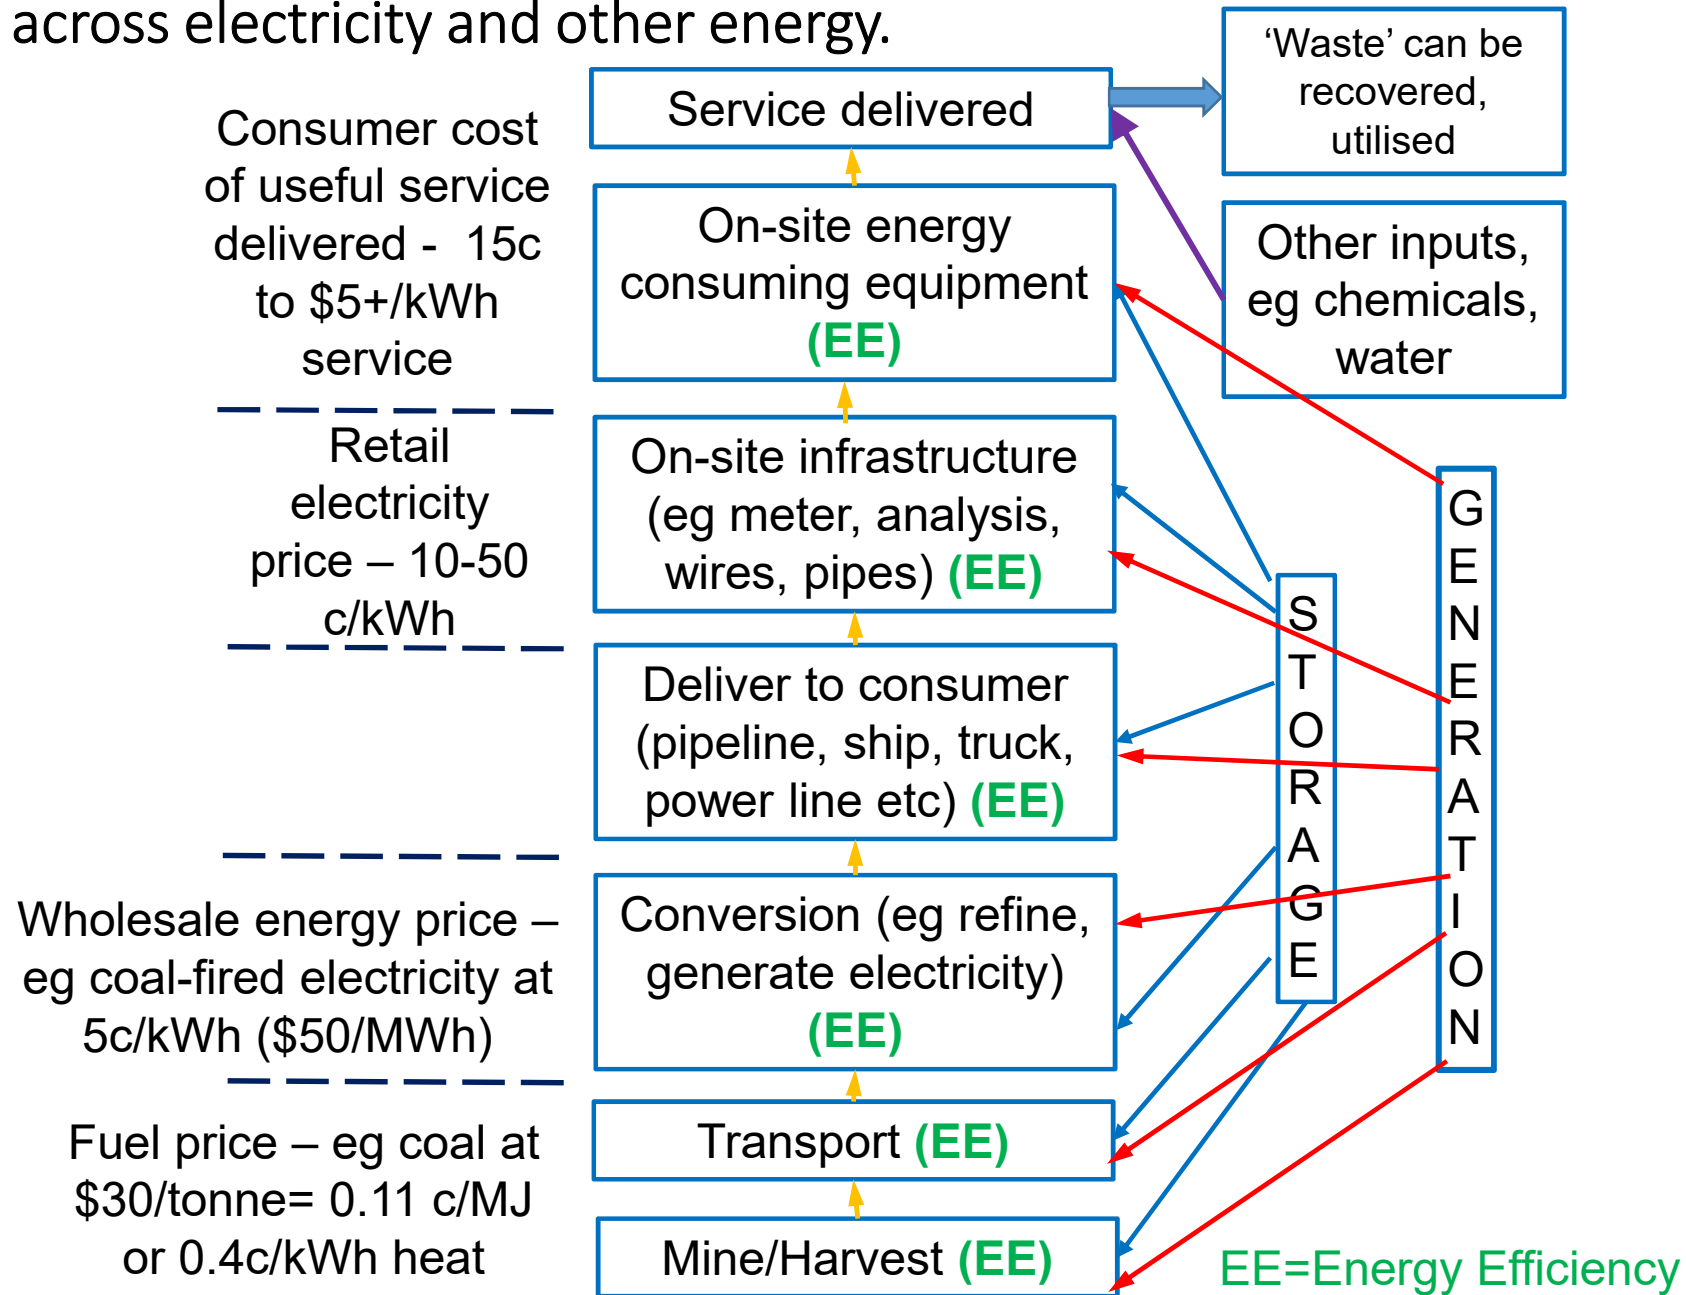 across electricity and other energy.
Service delivered
‘Waste’ can be
recovered,
utilised
Consumer cost
of useful service
delivered -  15c
to $5+/kWh
service
On-site energy
consuming equipment
(EE)
Other inputs,
eg chemicals,
water
Retail
electricity
price – 10-50
c/kWh
On-site infrastructure
(eg meter, analysis,
wires, pipes) (EE)
Deliver to consumer
(pipeline, ship, truck,
power line etc) (EE)
STORAGE
GENERATION
Wholesale energy price –
eg coal-fired electricity at
5c/kWh ($50/MWh)
Conversion (eg refine,
generate electricity)
(EE)
Fuel price – eg coal at
$30/tonne= 0.11 c/MJ
or 0.4c/kWh heat
Transport (EE)
Mine/Harvest (EE)
EE=Energy Efficiency